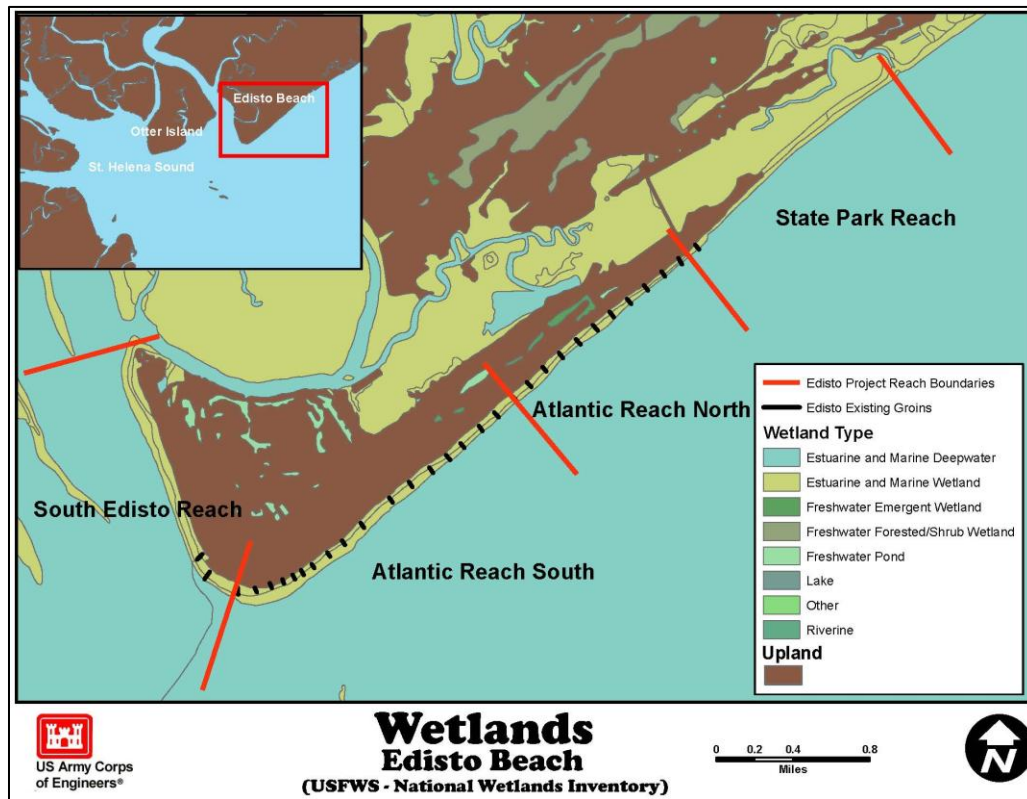 Edisto Beach
Otter Island
St. Helena Sound
State Park Reach
Atlantic Reach North
South Edisto Reach
Atlantic Reach South
Edisto Project Reach Boundaries
Edisto Existing Groins
Wetland Type
Estuarine and Marine Deepwater
Estuarine and Marine Wetland
Freshwater Emergent Wetland
Freshwater Forested/Shrub Wetland
Freshwater Pond
Lake
Other
Riverine
Upland
US Army Corps
of Engineers®
Wetlands
Edisto Beach
(USFWS - National Wetlands Inventory)
0 0.2 0.4 0.8
Miles
N